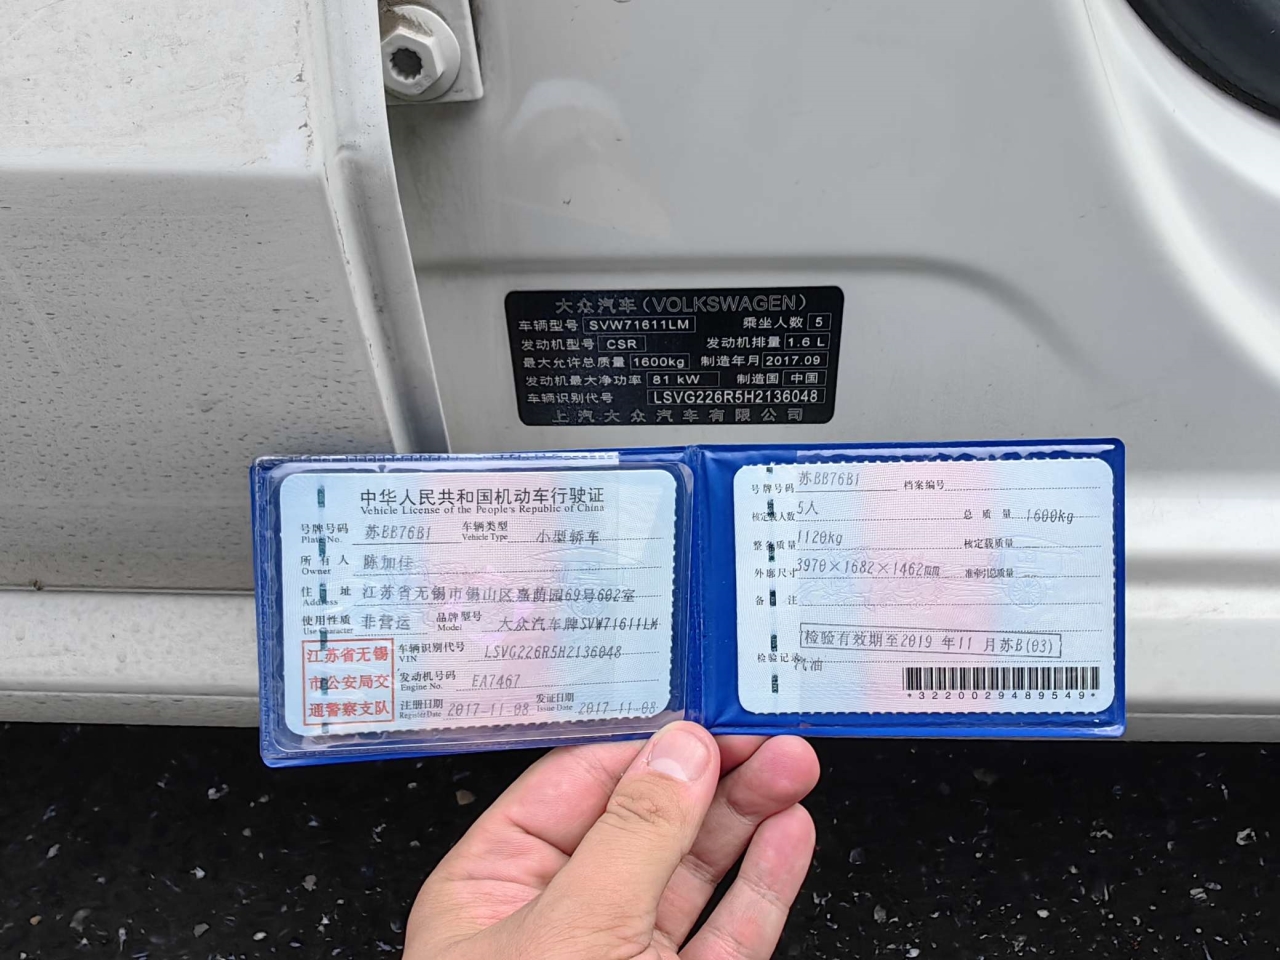 大众汽车(VOLKSWAGEN)
车辆型号 SVW71611LM 乘坐人数 5
发动机型号 CSR 发动机排量 1.6 L
最大允许总质量 1600kg 制造年月 2017.09
发动机最大净功率 81 kW 制造国 中国
车辆识别代号 LSVG226R5H2136048
上汽大众汽车有限公司
中华人民共和国机动车行驶证
Vehicle License of the People's Republic of China
号牌号码 苏BB76B1 车辆类型 小型轿车
Plate No. Vehicle Type
所有人 陈加佳
Owner
住址 江苏省无锡市锡山区嘉荫园69号602室
Address
使用性质 非营运 品牌型号 大众汽车牌SVW71611LM
Use Character Model
江苏省无锡市公安局交通警察支队
车辆识别代号 LSVG226R5H2136048
VIN
发动机号码 EA7467
Engine No.
注册日期 2017-11-08 发证日期 2017-11-08
Register Date Issue Date
号牌号码 苏BB76B1 档案编号
核定载人数 5人 总质量 1600kg
整备质量 1120kg 核定载质量
外廓尺寸 3970×1682×1462 准牵引总质量
备注
检验有效期至2019 年11 月苏B(03)
检验记录
汽油
*3220029489549*